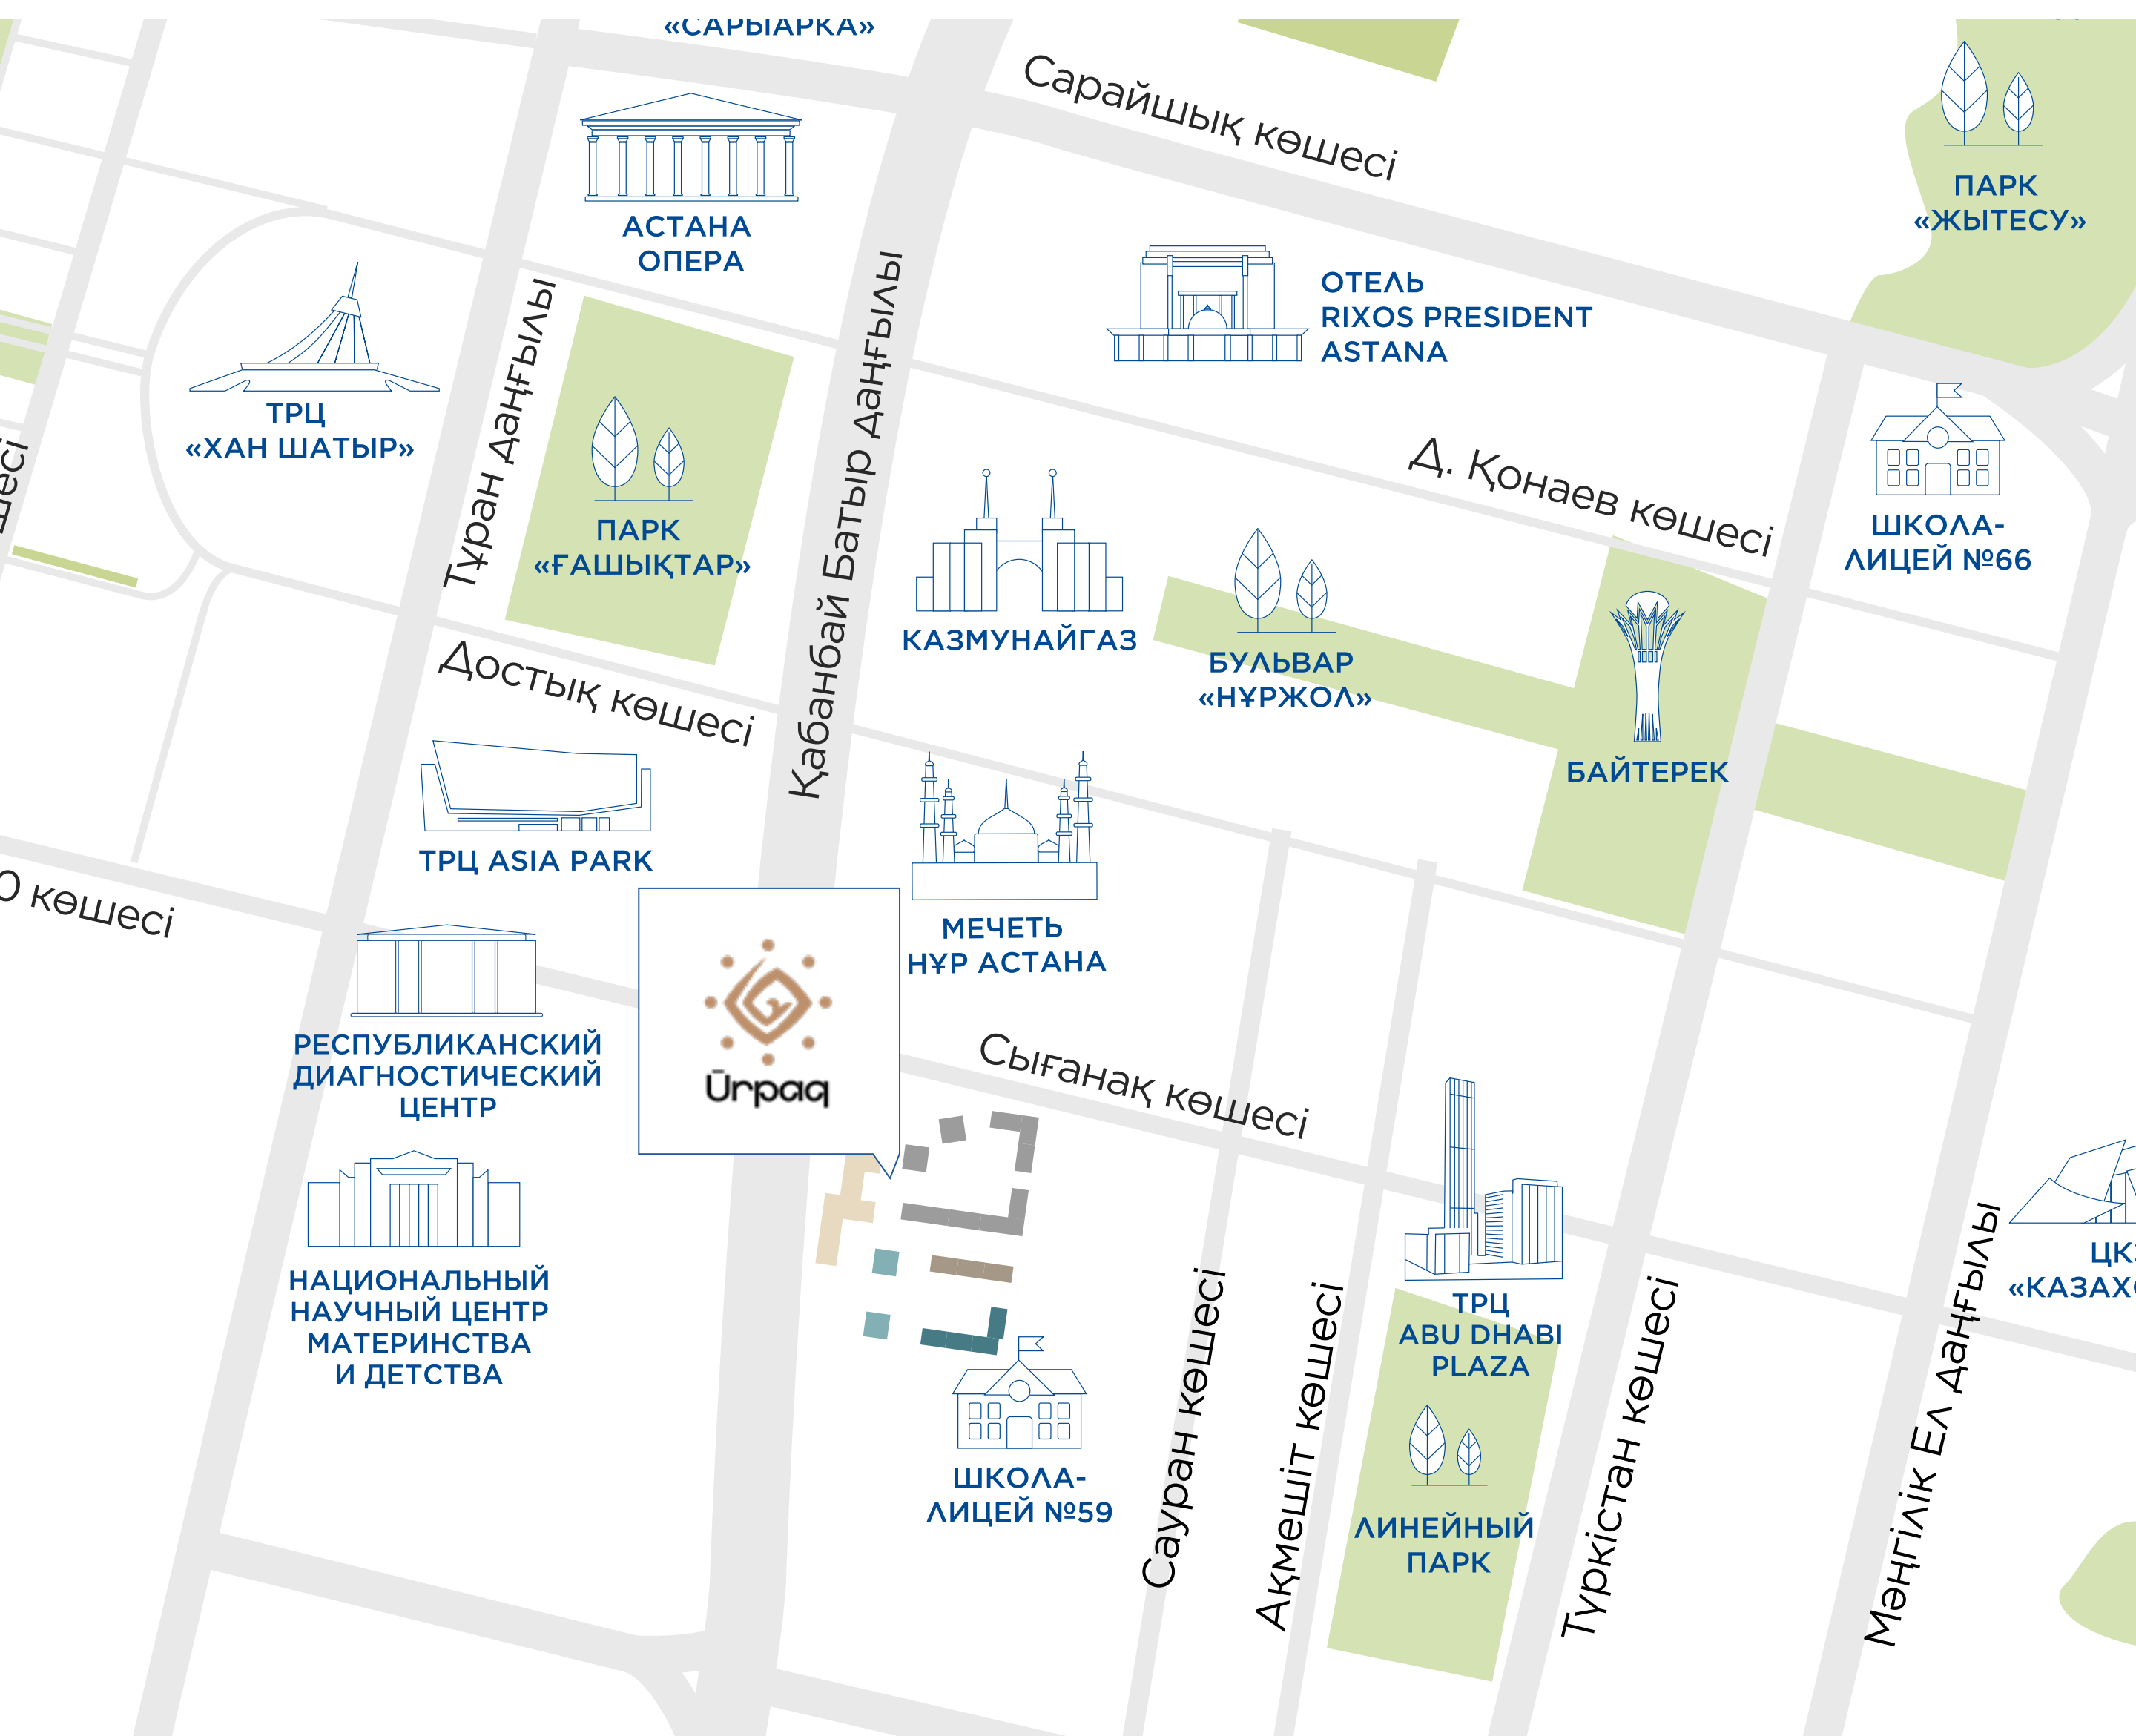 «САРЫАРКА»
Сарайшық көшесі
ПАРК
«ЖЫТЕСУ»
АСТАНА
ОПЕРА
ОТЕЛЬ
RIXOS PRESIDENT
ASTANA
Тұран даңғылы
Қабанбай Батыр даңғылы
ТРЦ
«ХАН ШАТЫР»
Д. Қонаев көшесі
ШКОЛА-
ЛИЦЕЙ №66
ПАРК
«ҒАШЫҚТАР»
КАЗМУНАЙГАЗ
БУЛЬВАР
«НҰРЖОЛ»
Достық көшесі
БАЙТЕРЕК
ТРЦ ASIA PARK
көшесі
МЕЧЕТЬ
НҰР АСТАНА
Ūrpaq
РЕСПУБЛИКАНСКИЙ
ДИАГНОСТИЧЕСКИЙ
ЦЕНТР
Сығанақ көшесі
НАЦИОНАЛЬНЫЙ
НАУЧНЫЙ ЦЕНТР
МАТЕРИНСТВА
И ДЕТСТВА
ТРЦ
ABU DHABI
PLAZA
Сауран көшесі
Ақмешіт көшесі
Түркістан көшесі
Мәңгілік Ел даңғылы
ШКОЛА-
ЛИЦЕЙ №59
ЛИНЕЙНЫЙ
ПАРК